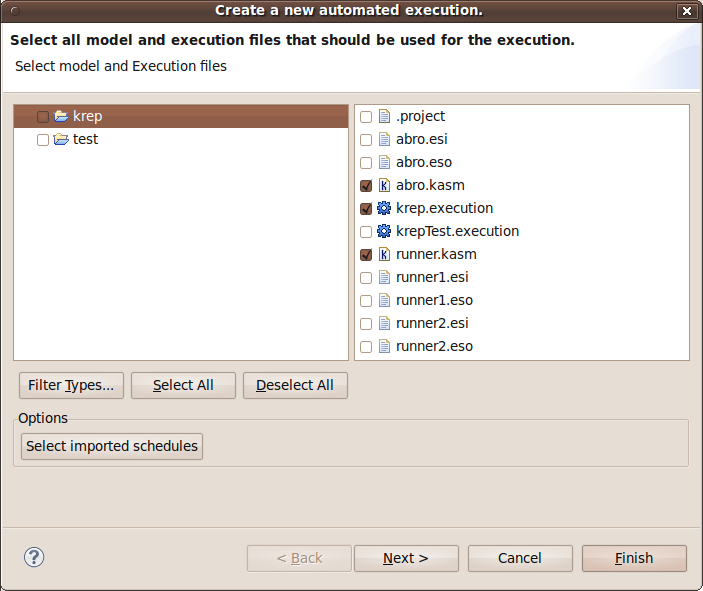 Create a new automated execution.
Select all model and execution files that should be used for the execution.
Select model and Execution files
krep
test
.project
abro.esi
abro.eso
abro.kasm
krep.execution
krepTest.execution
runner.kasm
runner1.esi
runner1.eso
runner2.esi
runner2.eso
Filter Types... Select All Deselect All
Options
Select imported schedules
? < Back Next > Cancel Finish